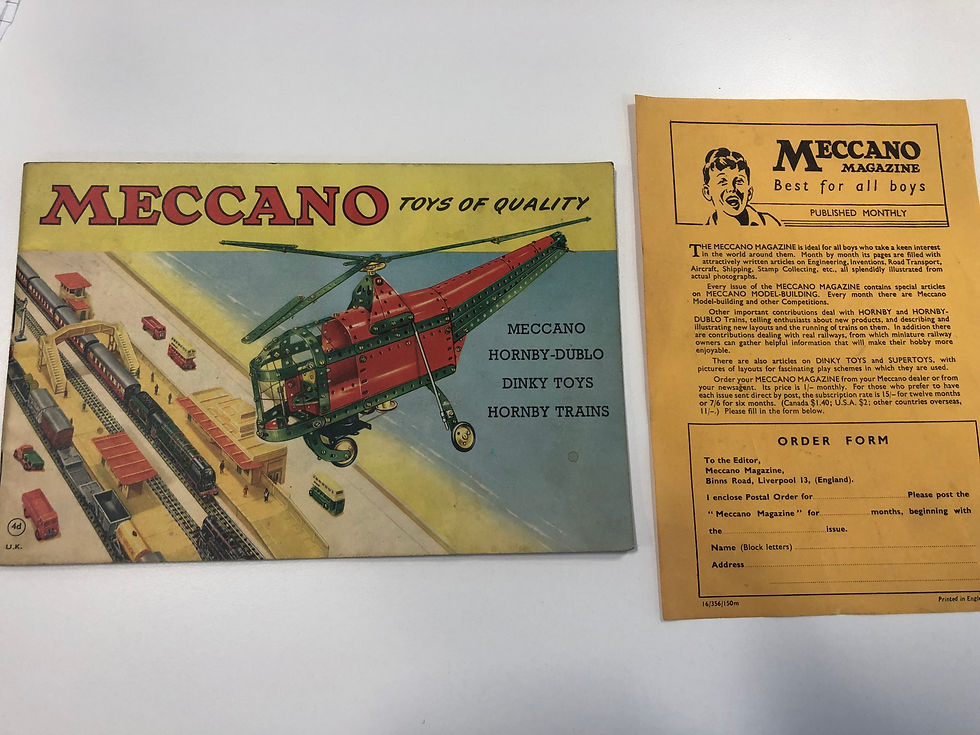 MECCANO TOYS OF QUALITY
MECCANO
HORNBY-DUBLO
DINKY TOYS
HORNBY TRAINS
4d
U.K.
MECCANO
MAGAZINE
Best for all boys
PUBLISHED MONTHLY
THE MECCANO MAGAZINE is ideal for all boys who take a keen interest
in the world around them. Month by month its pages are filled with
attractively written articles on Engineering, Inventions, Road Transport,
Aircraft, Shipping, Stamp Collecting, etc., all splendidly illustrated from
actual photographs.
Every issue of the MECCANO MAGAZINE contains special articles
on MECCANO MODEL-BUILDING. Every month there are Meccano
Model-building and other Competitions.
Other important contributions deal with HORNBY and HORNBY-
DUBLO Trains, telling enthusiasts about new products, and describing and
illustrating new layouts and the running of trains on them. In addition there
are contributions dealing with real railways, from which miniature railway
owners can gather helpful information that will make their hobby more
enjoyable.
There are also articles on DINKY TOYS and SUPERTOYS, with
pictures of layouts for fascinating play schemes in which they are used.
Order your MECCANO MAGAZINE from your Meccano dealer or from
your newsagent. Its price is 1/- monthly. For those who prefer to have
each issue sent direct by post, the subscription rate is 15/- for twelve months
or 7/6 for six months. (Canada $1.40; U.S.A. $2; other countries overseas,
11/-.) Please fill in the form below.
ORDER FORM
To the Editor,
Meccano Magazine,
Binns Road, Liverpool 13, (England).
I enclose Postal Order for Please post the
"Meccano Magazine" for months, beginning with
the issue.
Name (Block letters)
Address
16/356/150m
Printed in Engl